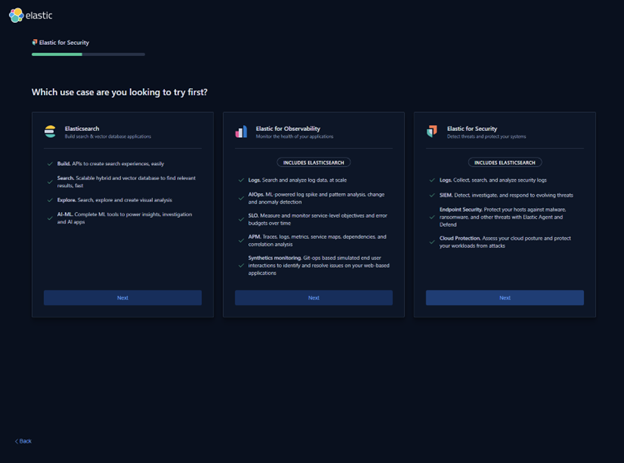 elastic
Elastic for Security
Which use case are you looking to try first?
Elasticsearch
Build search & vector database applications
Build. APIs to create search experiences, easily
Search. Scalable hybrid and vector database to find relevant
results, fast
Explore. Search, explore and create visual analysis
AI-ML. Complete ML tools to power insights, investigation
and AI apps
Next
Elastic for Observability
Monitor the health of your applications
INCLUDES ELASTICSEARCH
Logs. Search and analyze log data, at scale
AIOps. ML-powered log spike and pattern analysis, change
and anomaly detection
SLO. Measure and monitor service level objectives and error
budgets over time
APM. Traces, logs, metrics, service maps, dependencies, and
correlation analysis
Synthetics monitoring. Git-ops based simulated end user
interactions to identify and resolve issues on your web-based
applications
Next
Elastic for Security
Detect threats and protect your systems
INCLUDES ELASTICSEARCH
Logs. Collect, search, and analyze security logs
SIEM. Detect, investigate, and respond to evolving threats
Endpoint Security. Protect your hosts against malware,
ransomware, and other threats with Elastic Agent and
Defend
Cloud Protection. Assess your cloud posture and protect
your workloads from attacks
Next
Back